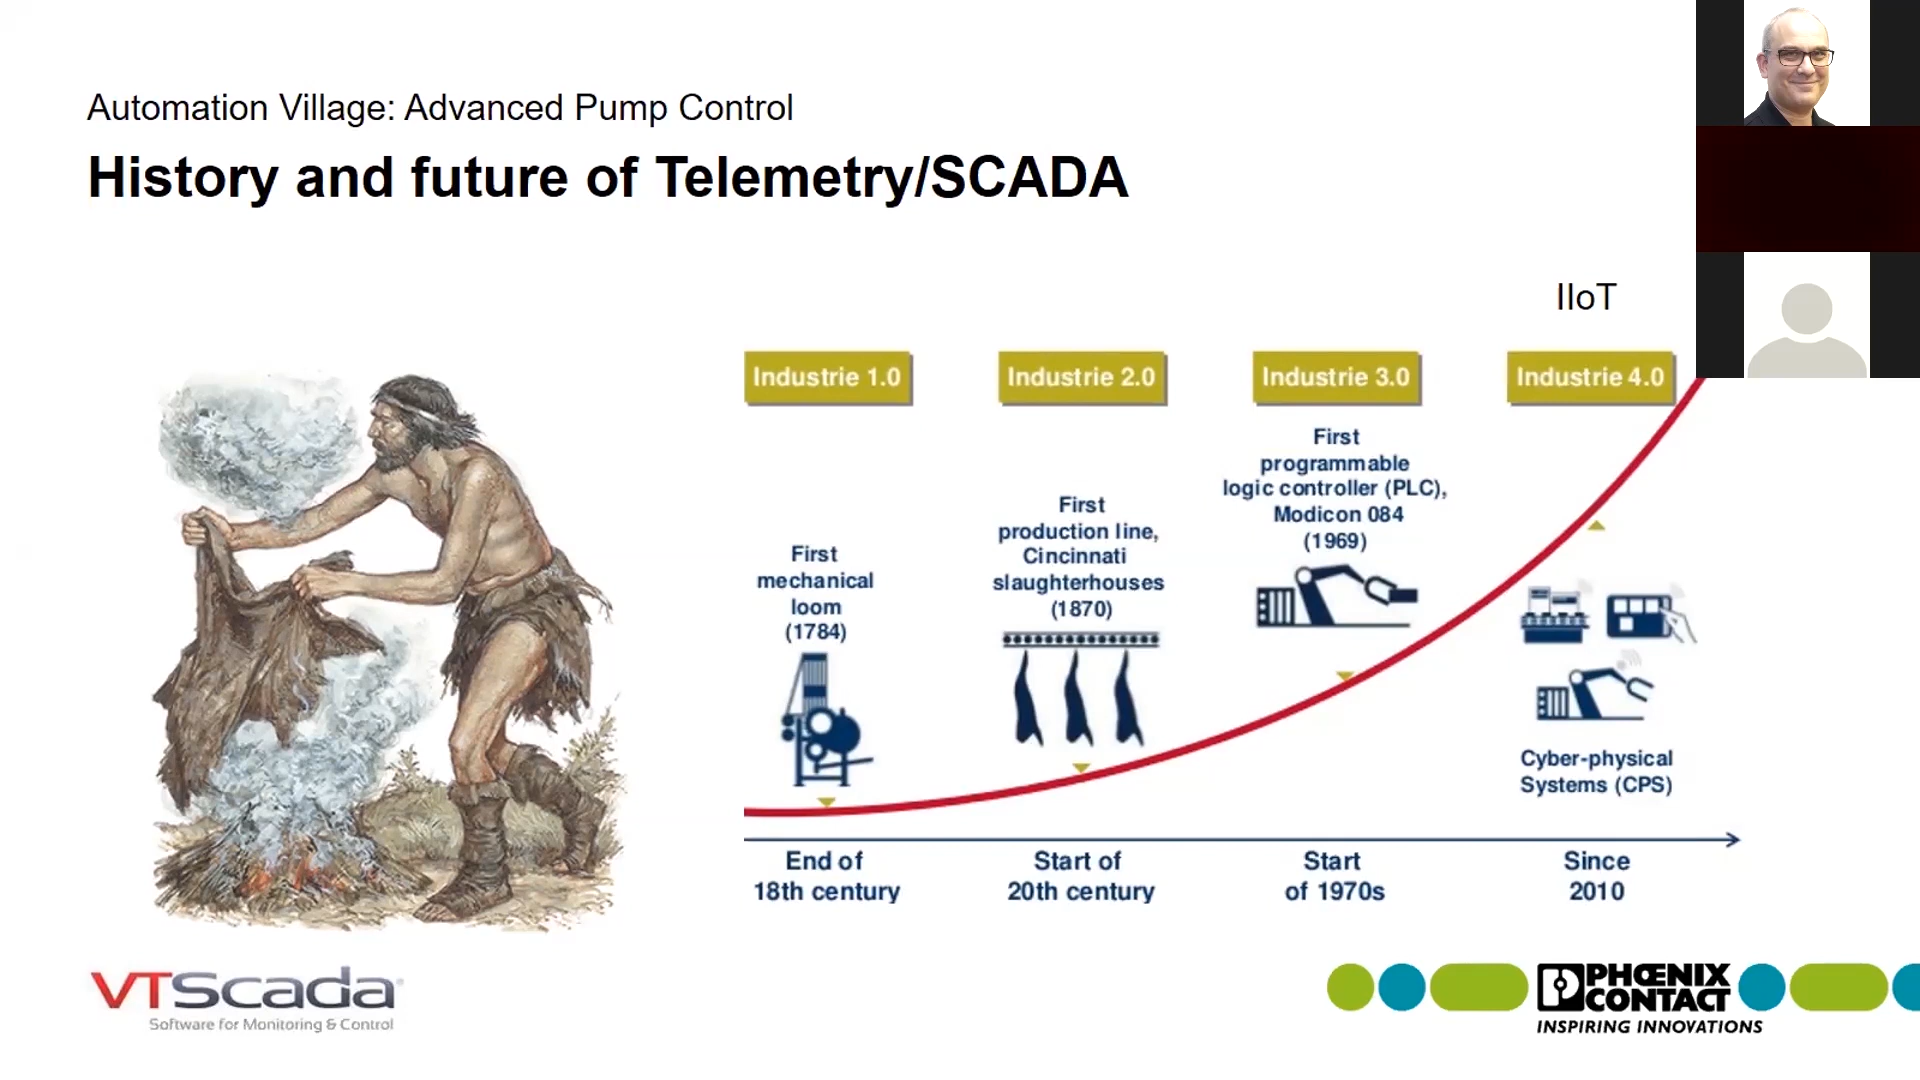 Automation Village: Advanced Pump Control
History and future of Telemetry/SCADA
IIoT
Industrie 1.0
Industrie 2.0
Industrie 3.0
Industrie 4.0
First
mechanical
loom
(1784)
First
production line,
Cincinnati
slaughterhouses
(1870)
First
programmable
logic controller (PLC),
Modicon 084
(1969)
Cyber-physical
Systems (CPS)
End of
18th century
Start of
20th century
Start
of 1970s
Since
2010
VTScada
Software for Monitoring & Control
PHŒNIX
CONTACT
INSPIRING INNOVATIONS